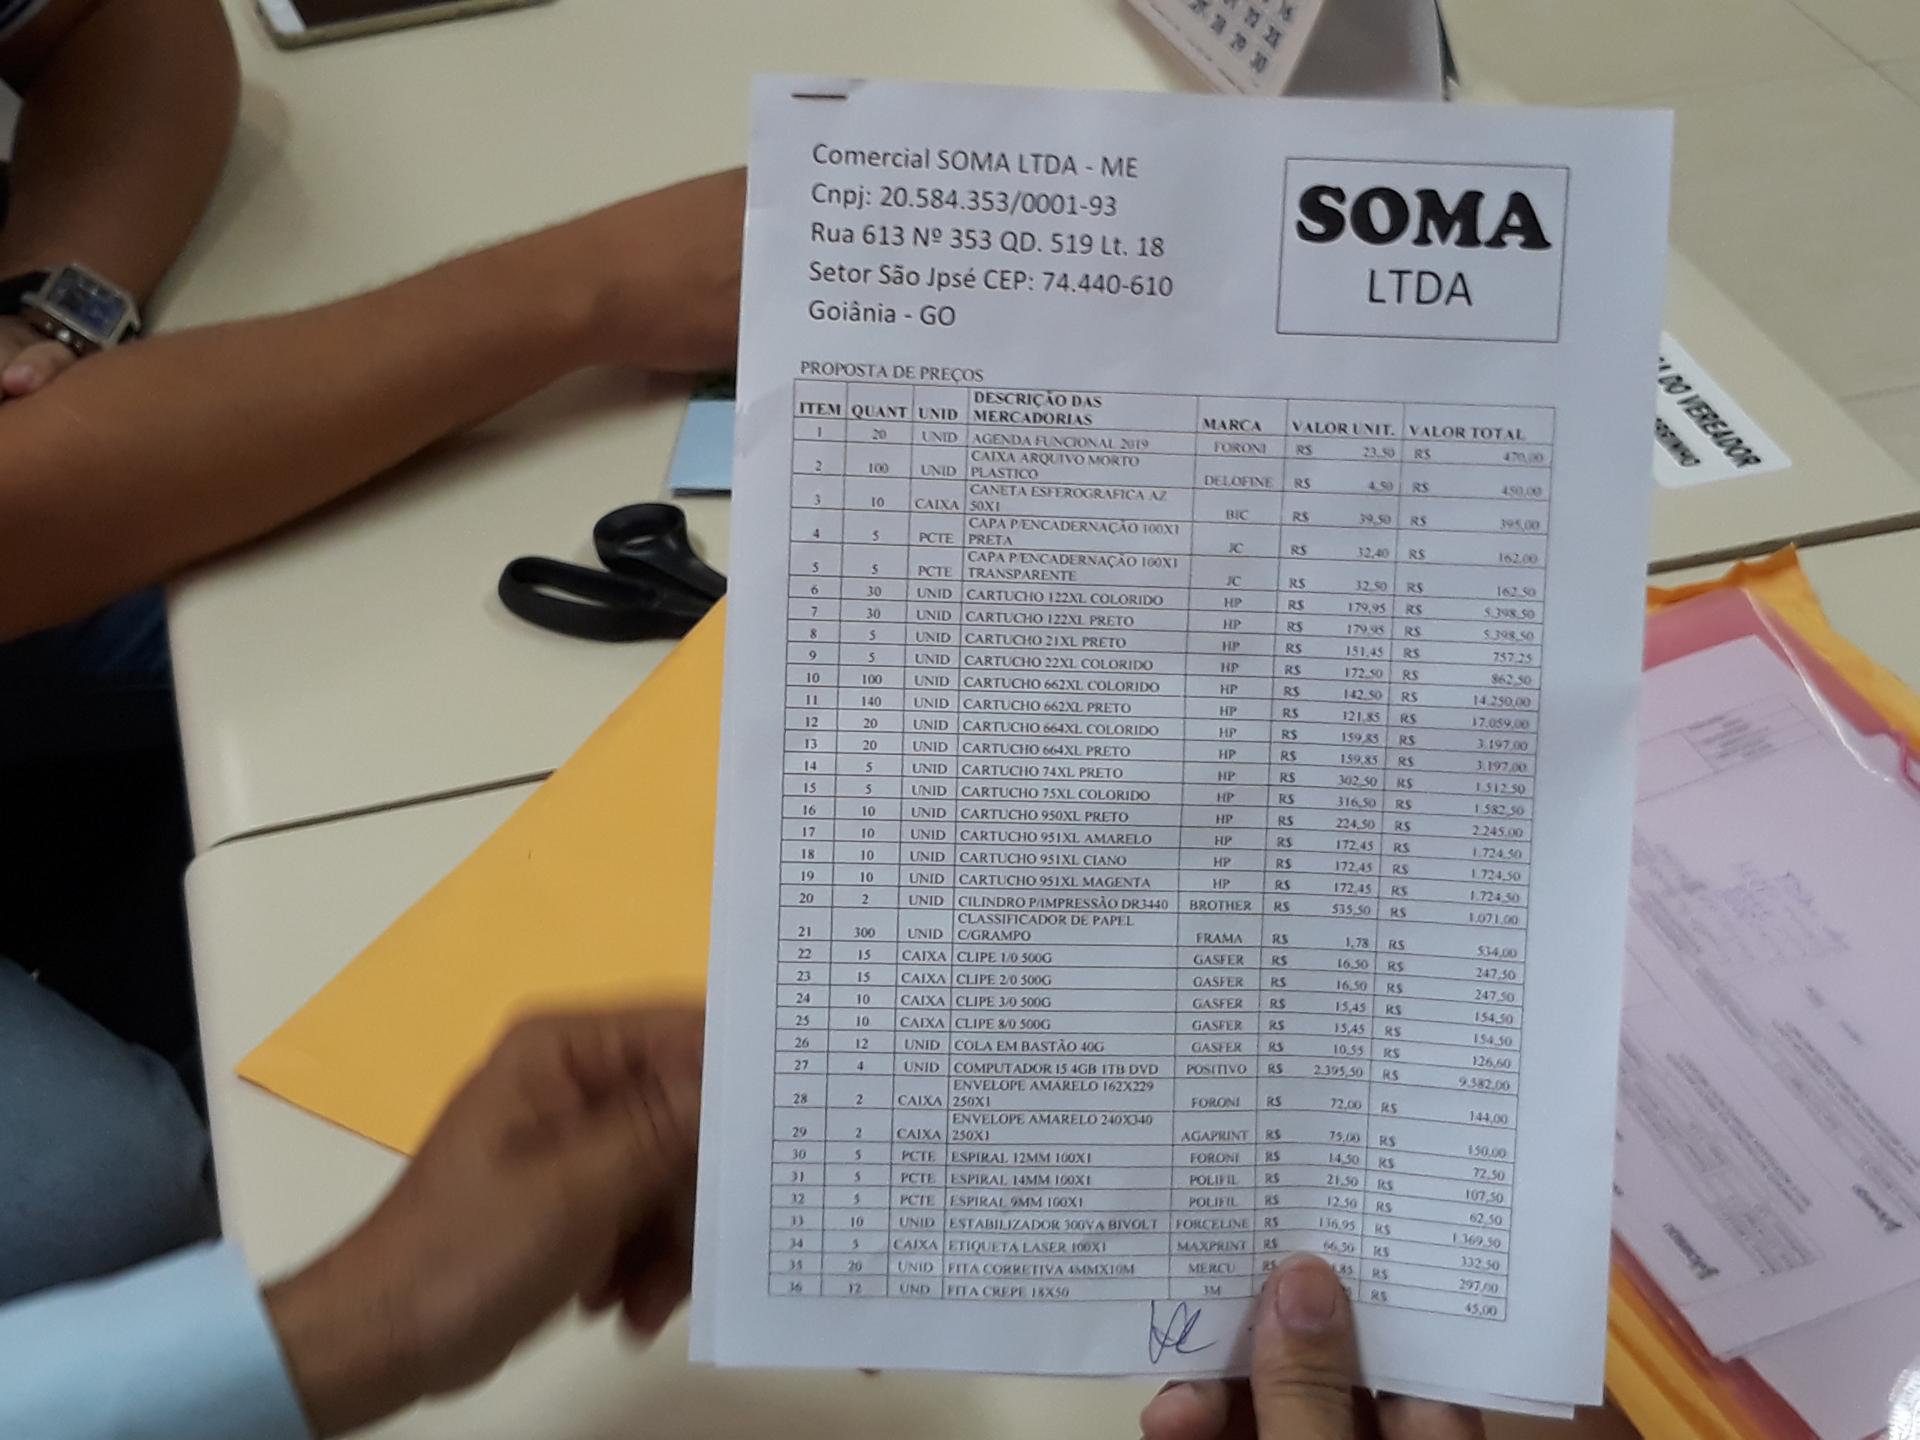 Comercial SOMA LTDA - ME
Cnpj: 20.584.353/0001-93
Rua 613 Nº 353 QD. 519 Lt. 18
Setor São Jpsé CEP: 74.440-610
Goiânia - GO
SOMA
LTDA
PROPOSTA DE PREÇOS
ITEM QUANT UNID DESCRIÇÃO DAS MERCADORIAS MARCA VALOR UNIT. VALOR TOTAL
1 20 UNID AGENDA FUNCIONAL 2019 FORONI R$ 23,50 R$ 470,00
2 100 UNID CAIXA ARQUIVO MORTO PLASTICO DELOFINE R$ 4,50 R$ 450,00
3 10 CAIXA CANETA ESFEROGRAFICA AZ 50X1 BIC R$ 39,50 R$ 395,00
4 5 PCTE CAPA P/ENCADERNAÇÃO 100X1 PRETA JC R$ 32,40 R$ 162,00
5 5 PCTE CAPA P/ENCADERNAÇÃO 100X1 TRANSPARENTE JC R$ 32,50 R$ 162,50
6 30 UNID CARTUCHO 122XL COLORIDO HP R$ 179,95 R$ 5.398,50
7 30 UNID CARTUCHO 122XL PRETO HP R$ 179,95 R$ 5.398,50
8 5 UNID CARTUCHO 21XL PRETO HP R$ 151,45 R$ 757,25
9 5 UNID CARTUCHO 22XL COLORIDO HP R$ 172,50 R$ 862,50
10 100 UNID CARTUCHO 662XL COLORIDO HP R$ 142,50 R$ 14.250,00
11 140 UNID CARTUCHO 662XL PRETO HP R$ 121,85 R$ 17.059,00
12 20 UNID CARTUCHO 664XL COLORIDO HP R$ 159,85 R$ 3.197,00
13 20 UNID CARTUCHO 664XL PRETO HP R$ 159,85 R$ 3.197,00
14 5 UNID CARTUCHO 74XL PRETO HP R$ 302,50 R$ 1.512,50
15 5 UNID CARTUCHO 75XL COLORIDO HP R$ 316,50 R$ 1.582,50
16 10 UNID CARTUCHO 950XL PRETO HP R$ 224,50 R$ 2.245,00
17 10 UNID CARTUCHO 951XL AMARELO HP R$ 172,45 R$ 1.724,50
18 10 UNID CARTUCHO 951XL CIANO HP R$ 172,45 R$ 1.724,50
19 10 UNID CARTUCHO 951XL MAGENTA HP R$ 172,45 R$ 1.724,50
20 2 UNID CILINDRO P/IMPRESSÃO DR3440 BROTHER R$ 535,50 R$ 1.071,00
21 300 UNID CLASSIFICADOR DE PAPEL C/GRAMPO FRAMA R$ 1,78 R$ 534,00
22 15 CAIXA CLIPE 1/0 500G GASFER R$ 16,50 R$ 247,50
23 15 CAIXA CLIPE 2/0 500G GASFER R$ 16,50 R$ 247,50
24 10 CAIXA CLIPE 3/0 500G GASFER R$ 15,45 R$ 154,50
25 10 CAIXA CLIPE 8/0 500G GASFER R$ 15,45 R$ 154,50
26 12 UNID COLA EM BASTÃO 40G GASFER R$ 10,55 R$ 126,60
27 4 UNID COMPUTADOR I5 4GB 1TB DVD POSITIVO R$ 2.395,50 R$ 9.582,00
28 2 CAIXA ENVELOPE AMARELO 162X229 250X1 FORONI R$ 72,00 R$ 144,00
29 2 CAIXA ENVELOPE AMARELO 240X340 250X1 AGAPRINT R$ 75,00 R$ 150,00
30 5 PCTE ESPIRAL 12MM 100X1 FORONI R$ 14,50 R$ 72,50
31 5 PCTE ESPIRAL 14MM 100X1 POLIFIL R$ 21,50 R$ 107,50
32 5 PCTE ESPIRAL 9MM 100X1 POLIFIL R$ 12,50 R$ 62,50
33 10 UNID ESTABILIZADOR 300VA BIVOLT FORCELINE R$ 136,95 R$ 1.369,50
34 5 CAIXA ETIQUETA LASER 100X1 MAXPRINT R$ 66,50 R$ 332,50
35 20 UNID FITA CORRETIVA 4MMX10M MERCU R$ R$ 297,00
36 12 UND FITA CREPE 18X50 3M R$ 45,00
DO VEREADOR